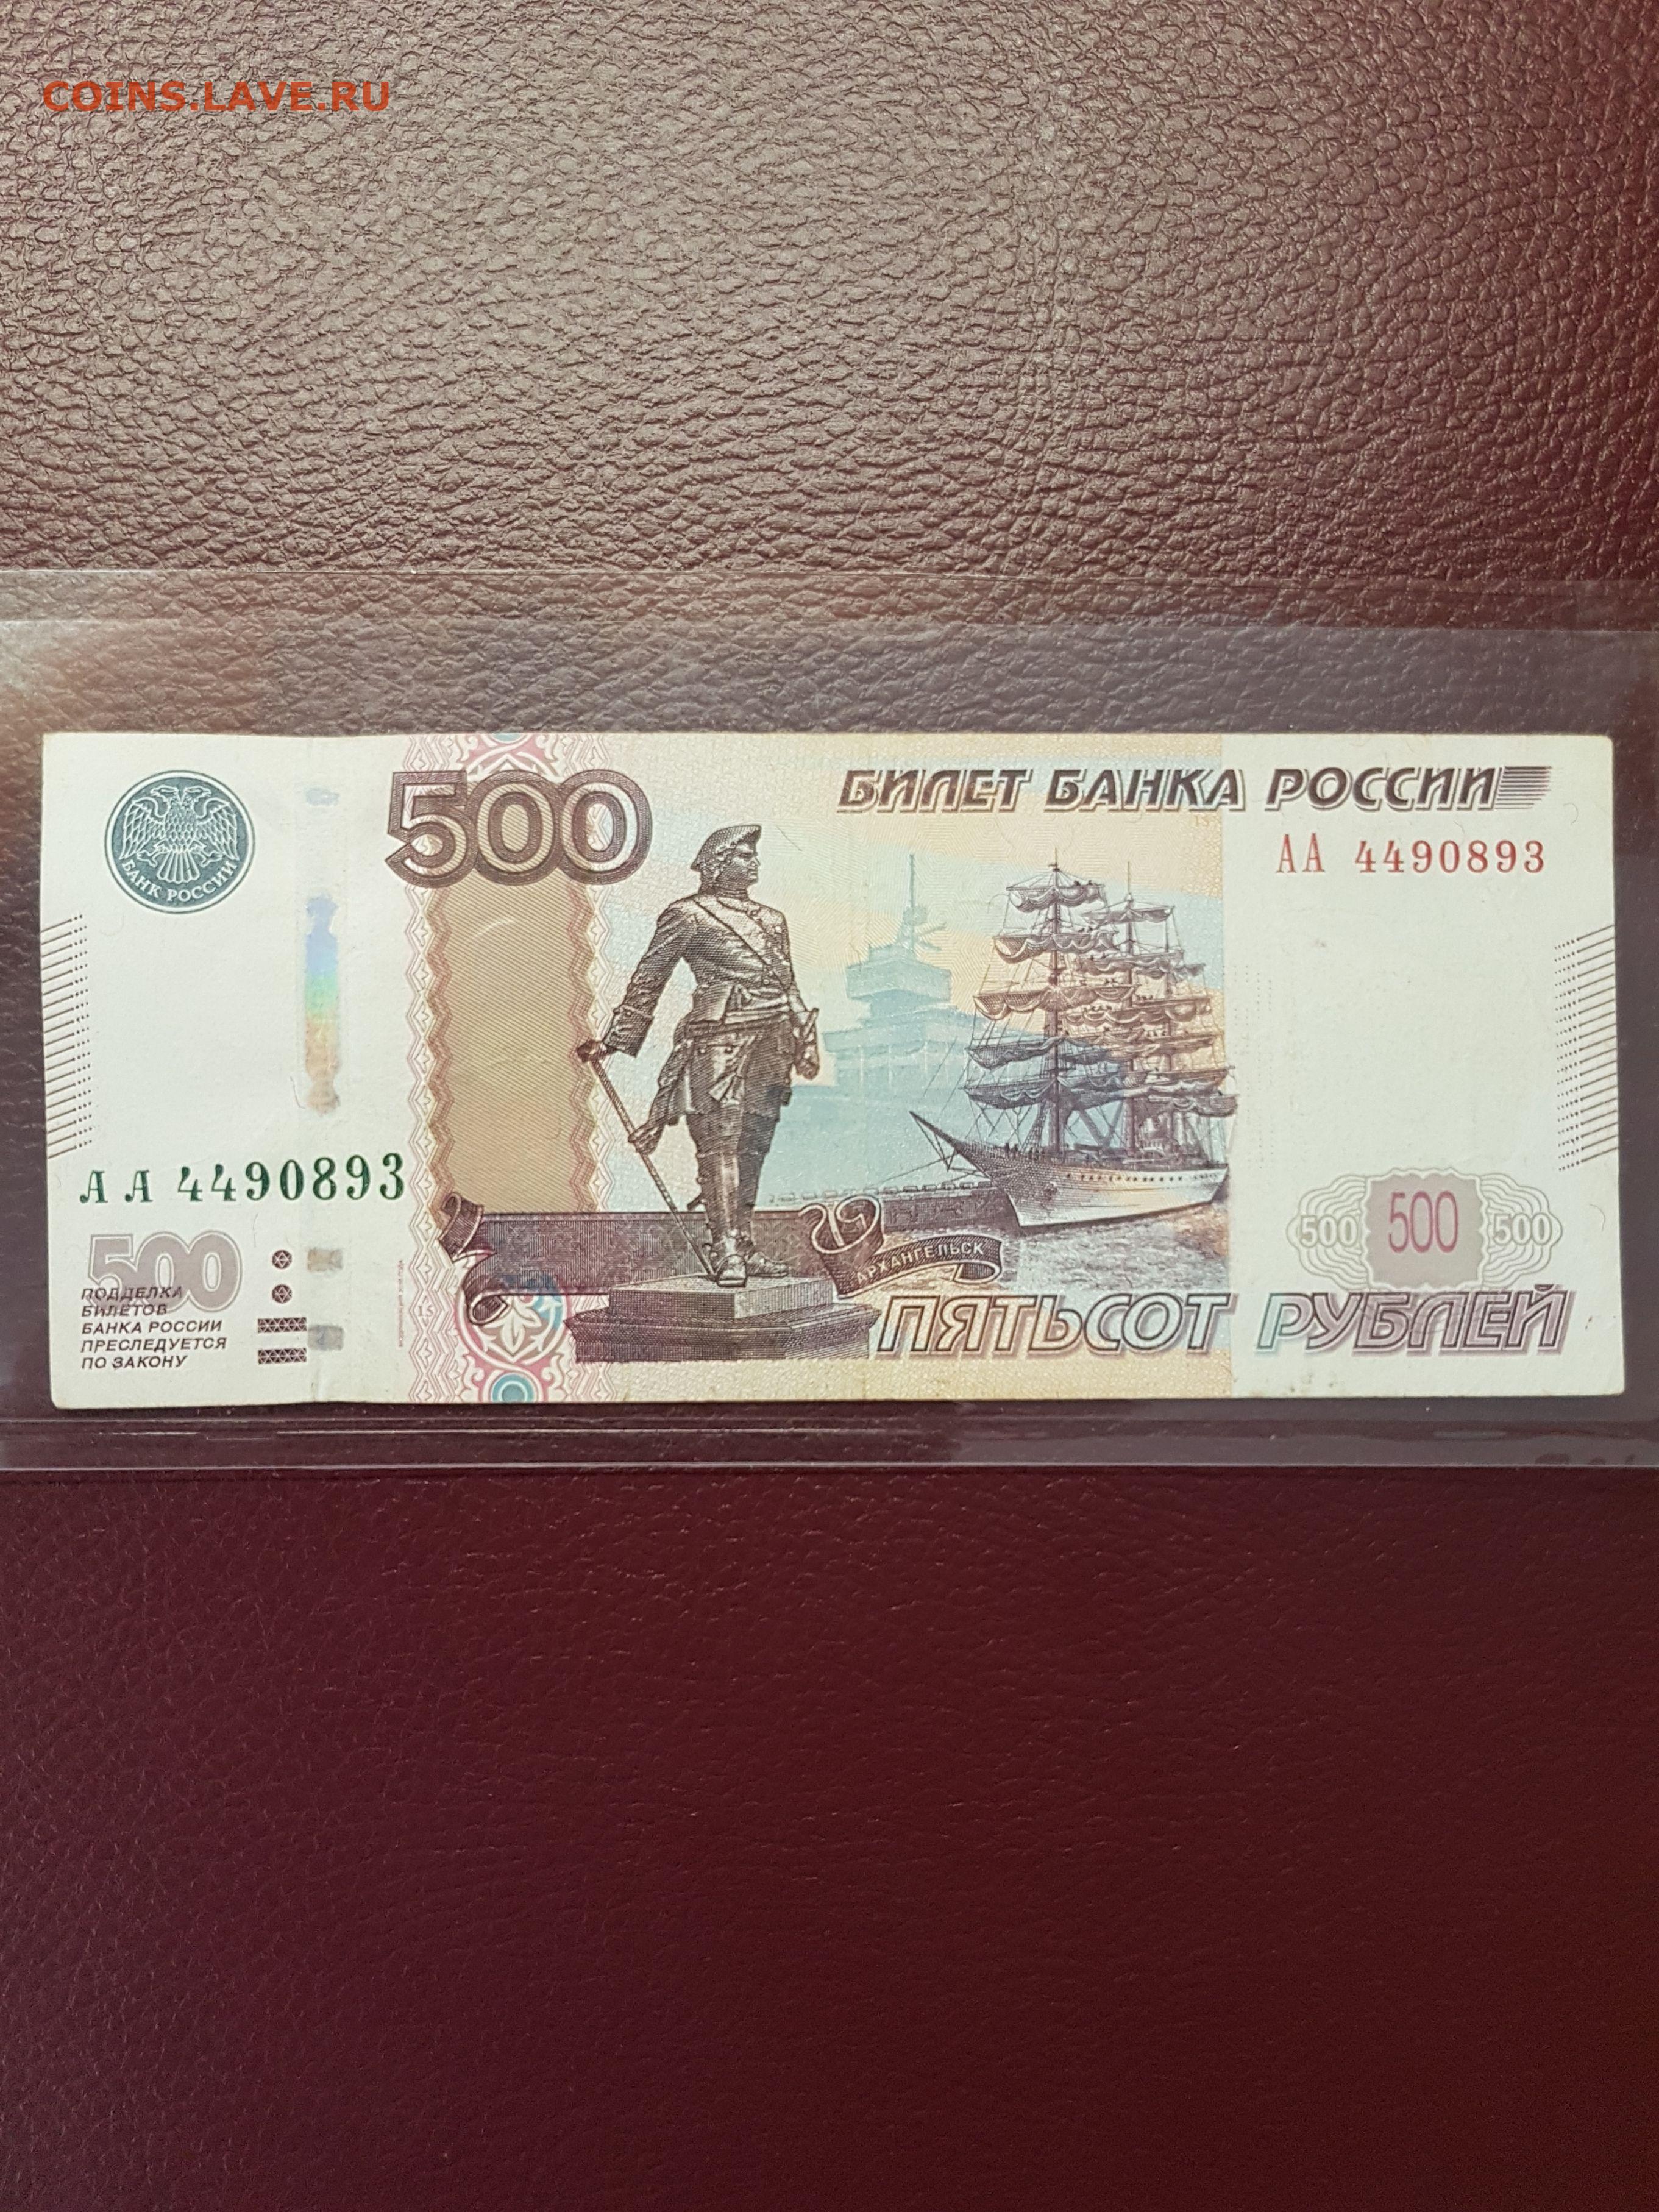 COINS.LAVE.RU
500
БИЛЕТ БАНКА РОССИИ
АА 4490893
БАНК РОССИИ
АА 4490893
500
ПОДДЕЛКА
БИЛЕТОВ
БАНКА РОССИИ
ПРЕСЛЕДУЕТСЯ
ПО ЗАКОНУ
15
АРХАНГЕЛЬСК
500 500 500
ПЯТЬСОТ РУБЛЕЙ